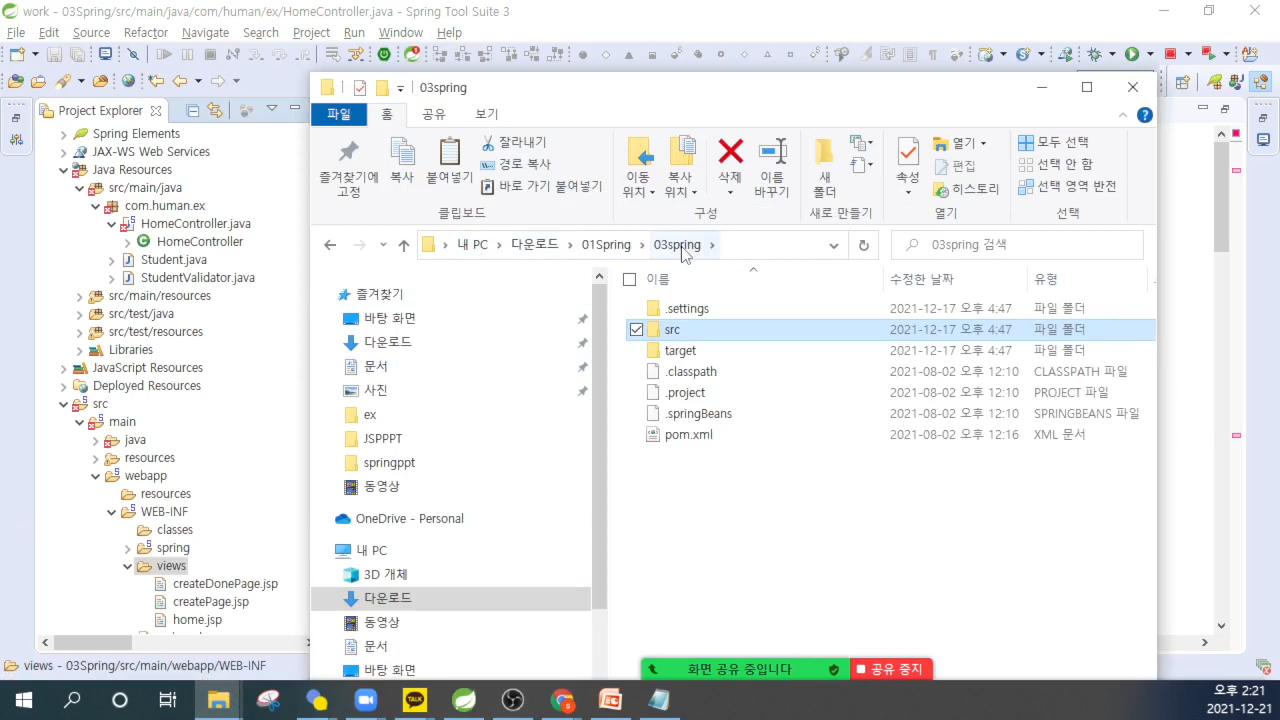 work - 03Spring/src/main/java/com/human/ex/HomeController.java - Spring Tool Suite 3
File Edit Source Refactor Navigate Search Project Run Window Help
Project Explorer
Spring Elements
JAX-WS Web Services
Java Resources
src/main/java
com.human.ex
HomeController.java
HomeController
Student.java
StudentValidator.java
src/main/resources
src/test/java
src/test/resources
Libraries
JavaScript Resources
Deployed Resources
src
main
java
resources
webapp
resources
WEB-INF
classes
spring
views
createDonePage.jsp
createPage.jsp
home.jsp
views - 03Spring/src/main/webapp/WEB-INF
03spring
파일 홈 공유 보기
즐겨찾기에 고정
복사
붙여넣기
잘라내기
경로 복사
바로 가기 붙여넣기
클립보드
이동 위치
복사 위치
삭제
이름 바꾸기
구성
새 폴더
새로 만들기
속성
열기
편집
히스토리
열기
모두 선택
선택 안 함
선택 영역 반전
선택
내 PC 다운로드 01Spring 03spring
03spring 검색
즐겨찾기
바탕 화면
다운로드
문서
사진
ex
JSPPPT
springppt
동영상
OneDrive - Personal
내 PC
3D 개체
다운로드
동영상
문서
바탕 화면
이름 수정한 날짜 유형
.settings 2021-12-17 오후 4:47 파일 폴더
src 2021-12-17 오후 4:47 파일 폴더
target 2021-12-17 오후 4:47 파일 폴더
.classpath 2021-08-02 오후 12:10 CLASSPATH 파일
.project 2021-08-02 오후 12:10 PROJECT 파일
.springBeans 2021-08-02 오후 12:10 SPRINGBEANS 파일
pom.xml 2021-08-02 오후 12:16 XML 문서
화면 공유 중입니다 공유 중지
TALK
오후 2:21
2021-12-21